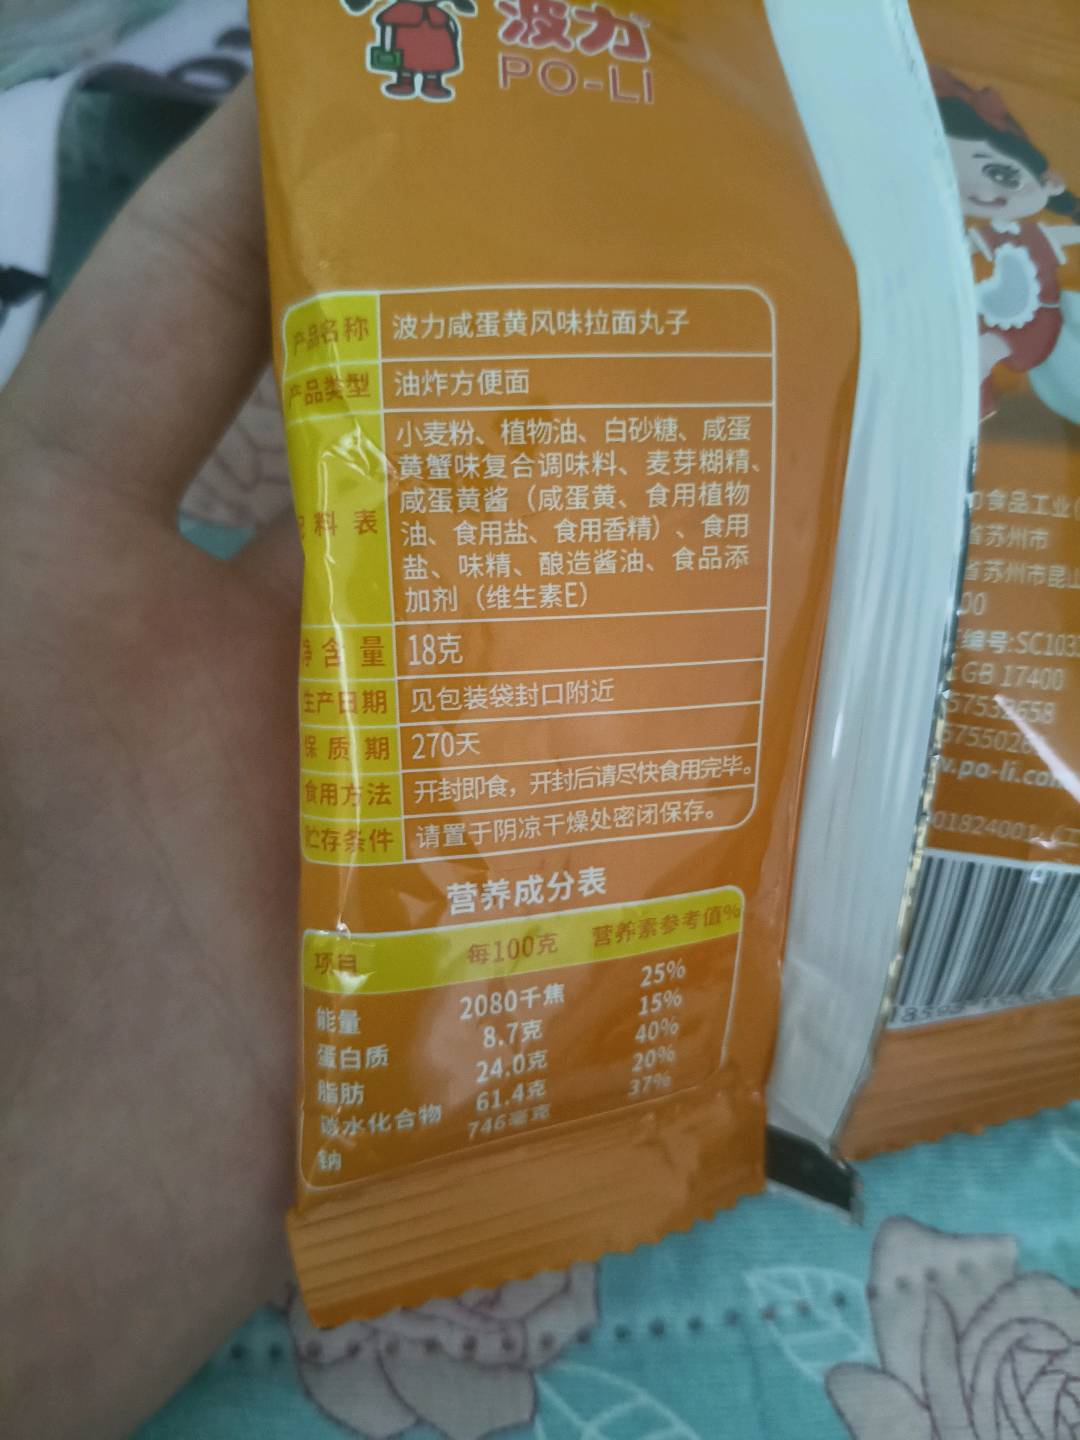 波力
PO-LI
产品名称 波力咸蛋黄风味拉面丸子
产品类型 油炸方便面
料表 小麦粉、植物油、白砂糖、咸蛋
黄蟹味复合调味料、麦芽糊精、
咸蛋黄酱（咸蛋黄、食用植物
油、食用盐、食用香精）、食用
盐、味精、酿造酱油、食品添
加剂（维生素E）
净含量 18克
生产日期 见包装袋封口附近
保质期 270天
食用方法 开封即食，开封后请尽快食用完毕。
贮存条件 请置于阴凉干燥处密闭保存。
营养成分表
项目 每100克 营养素参考值%
能量 2080千焦 25%
蛋白质 8.7克 15%
脂肪 24.0克 40%
碳水化合物 61.4克 20%
钠 746毫克 37%
食品工业(
省苏州市
省苏州市昆山
00
编号:SC103
GB 17400
.po-li.co
01824001